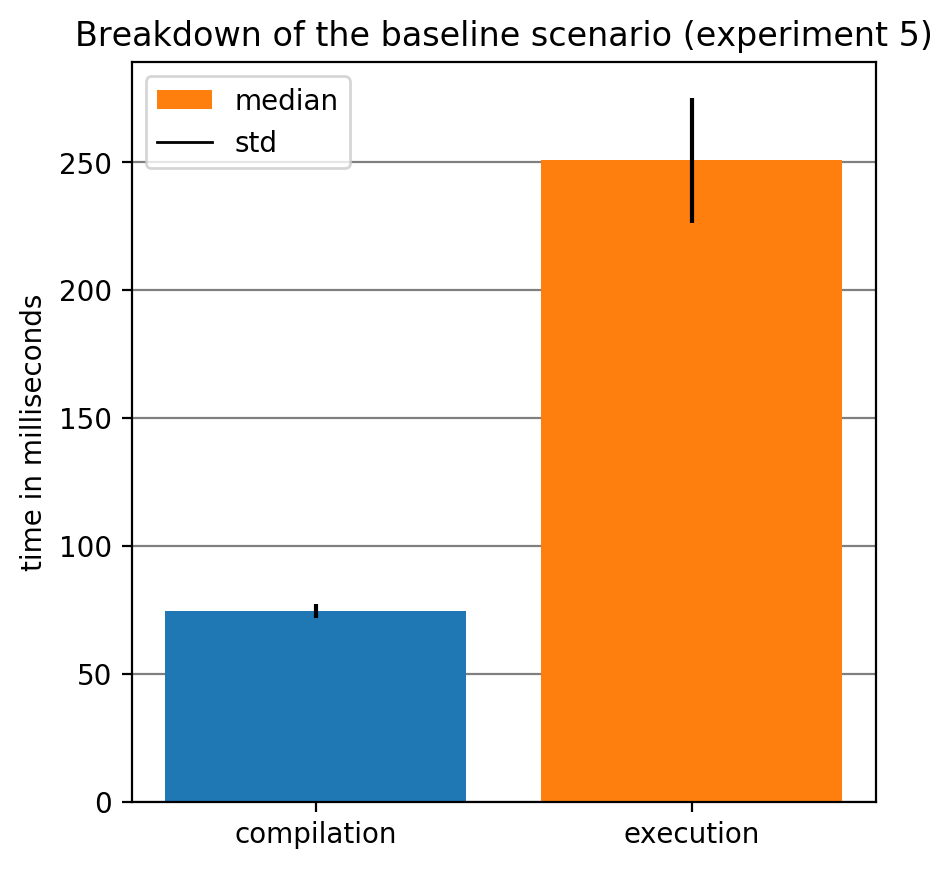 Breakdown of the baseline scenario (experiment 5)
median
std
time in milliseconds
250
200
150
100
50
0
compilation
execution